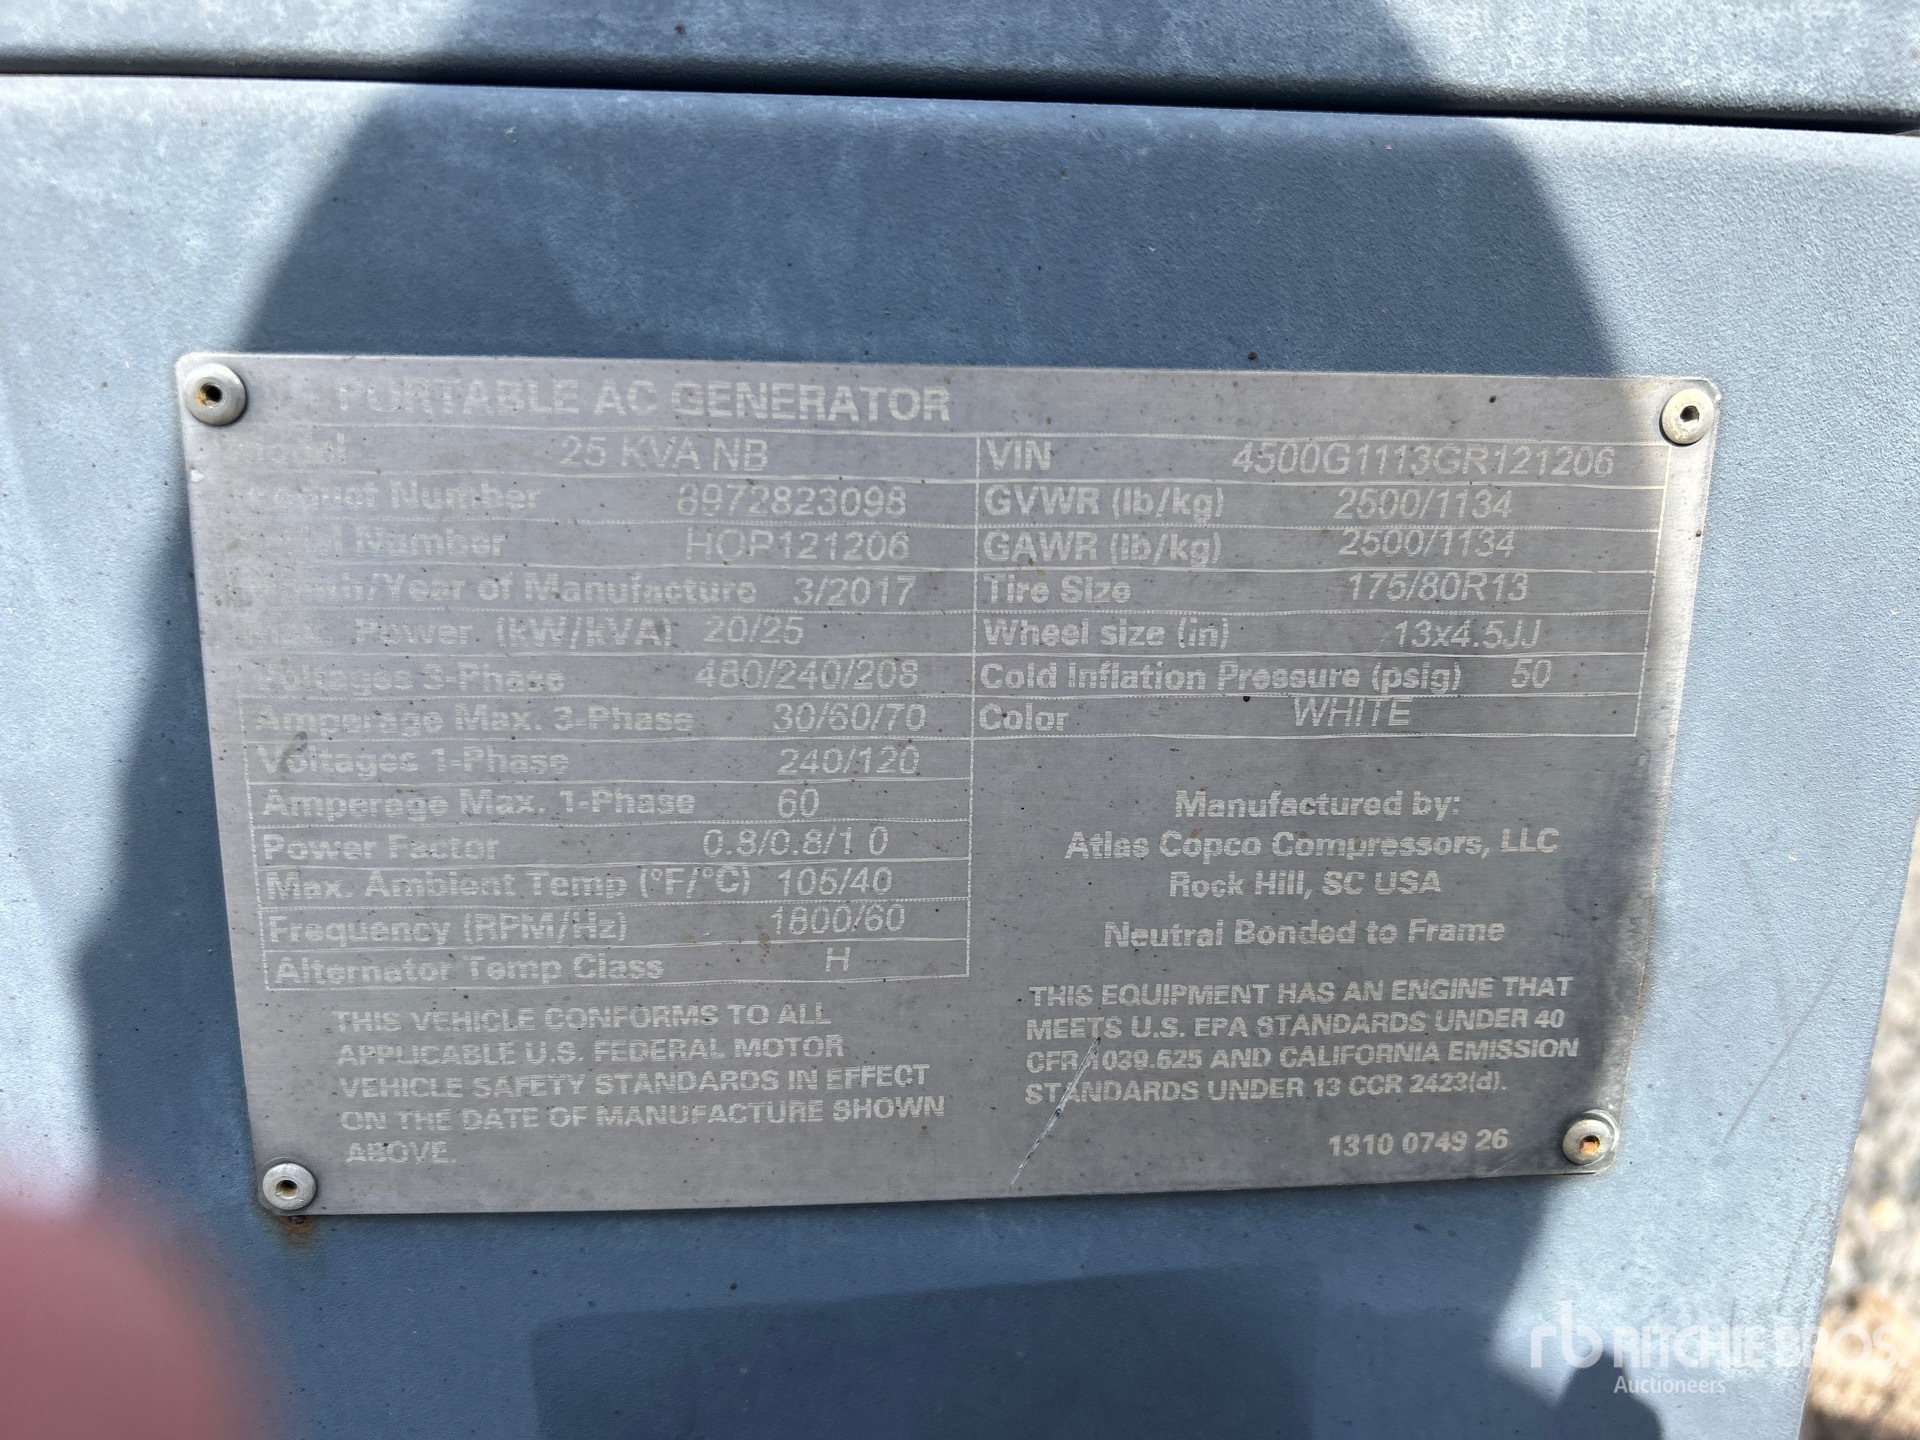 PORTABLE AC GENERATOR
Model 25 KVA NB
Product Number 8972823098
Serial Number HOP121206
Month/Year of Manufacture 3/2017
Max. Power (kW/kVA) 20/25
Voltages 3-Phase 480/240/208
Amperage Max. 3-Phase 30/60/70
Voltages 1-Phase 240/120
Amperage Max. 1-Phase 60
Power Factor 0.8/0.8/1 0
Max. Ambient Temp (°F/°C) 105/40
Frequency (RPM/Hz) 1800/60
Alternator Temp Class H
THIS VEHICLE CONFORMS TO ALL
APPLICABLE U.S. FEDERAL MOTOR
VEHICLE SAFETY STANDARDS IN EFFECT
ON THE DATE OF MANUFACTURE SHOWN
ABOVE.
VIN 4500G1113GR121206
GVWR (lb/kg) 2500/1134
GAWR (lb/kg) 2500/1134
Tire Size 175/80R13
Wheel size (in) 13x4.5JJ
Cold Inflation Pressure (psig) 50
Color WHITE
Manufactured by:
Atlas Copco Compressors, LLC
Rock Hill, SC USA
Neutral Bonded to Frame
THIS EQUIPMENT HAS AN ENGINE THAT
MEETS U.S. EPA STANDARDS UNDER 40
CFR 1039.625 AND CALIFORNIA EMISSION
STANDARDS UNDER 13 CCR 2423(d).
1310 0749 26
rb RITCHIE BROS.
Auctioneers